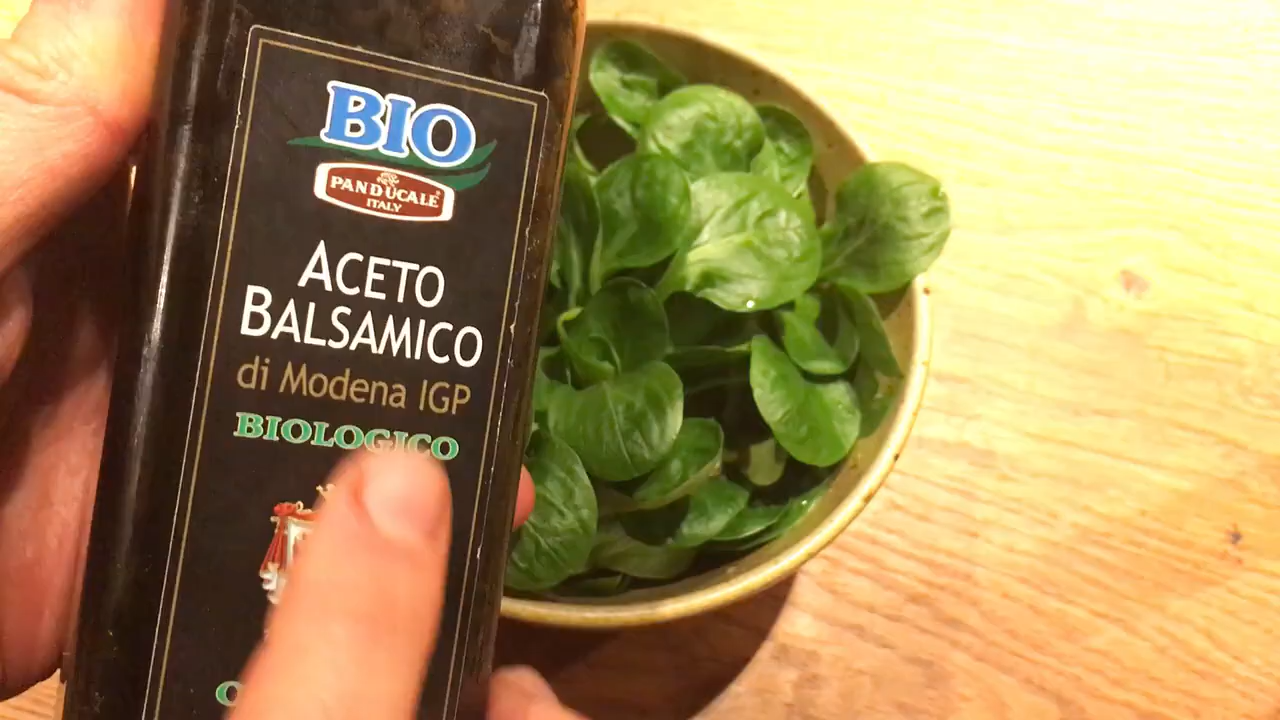 BIO
PANDUCALE
ITALY
ACETO
BALSAMICO
di Modena IGP
BIOLOGICO